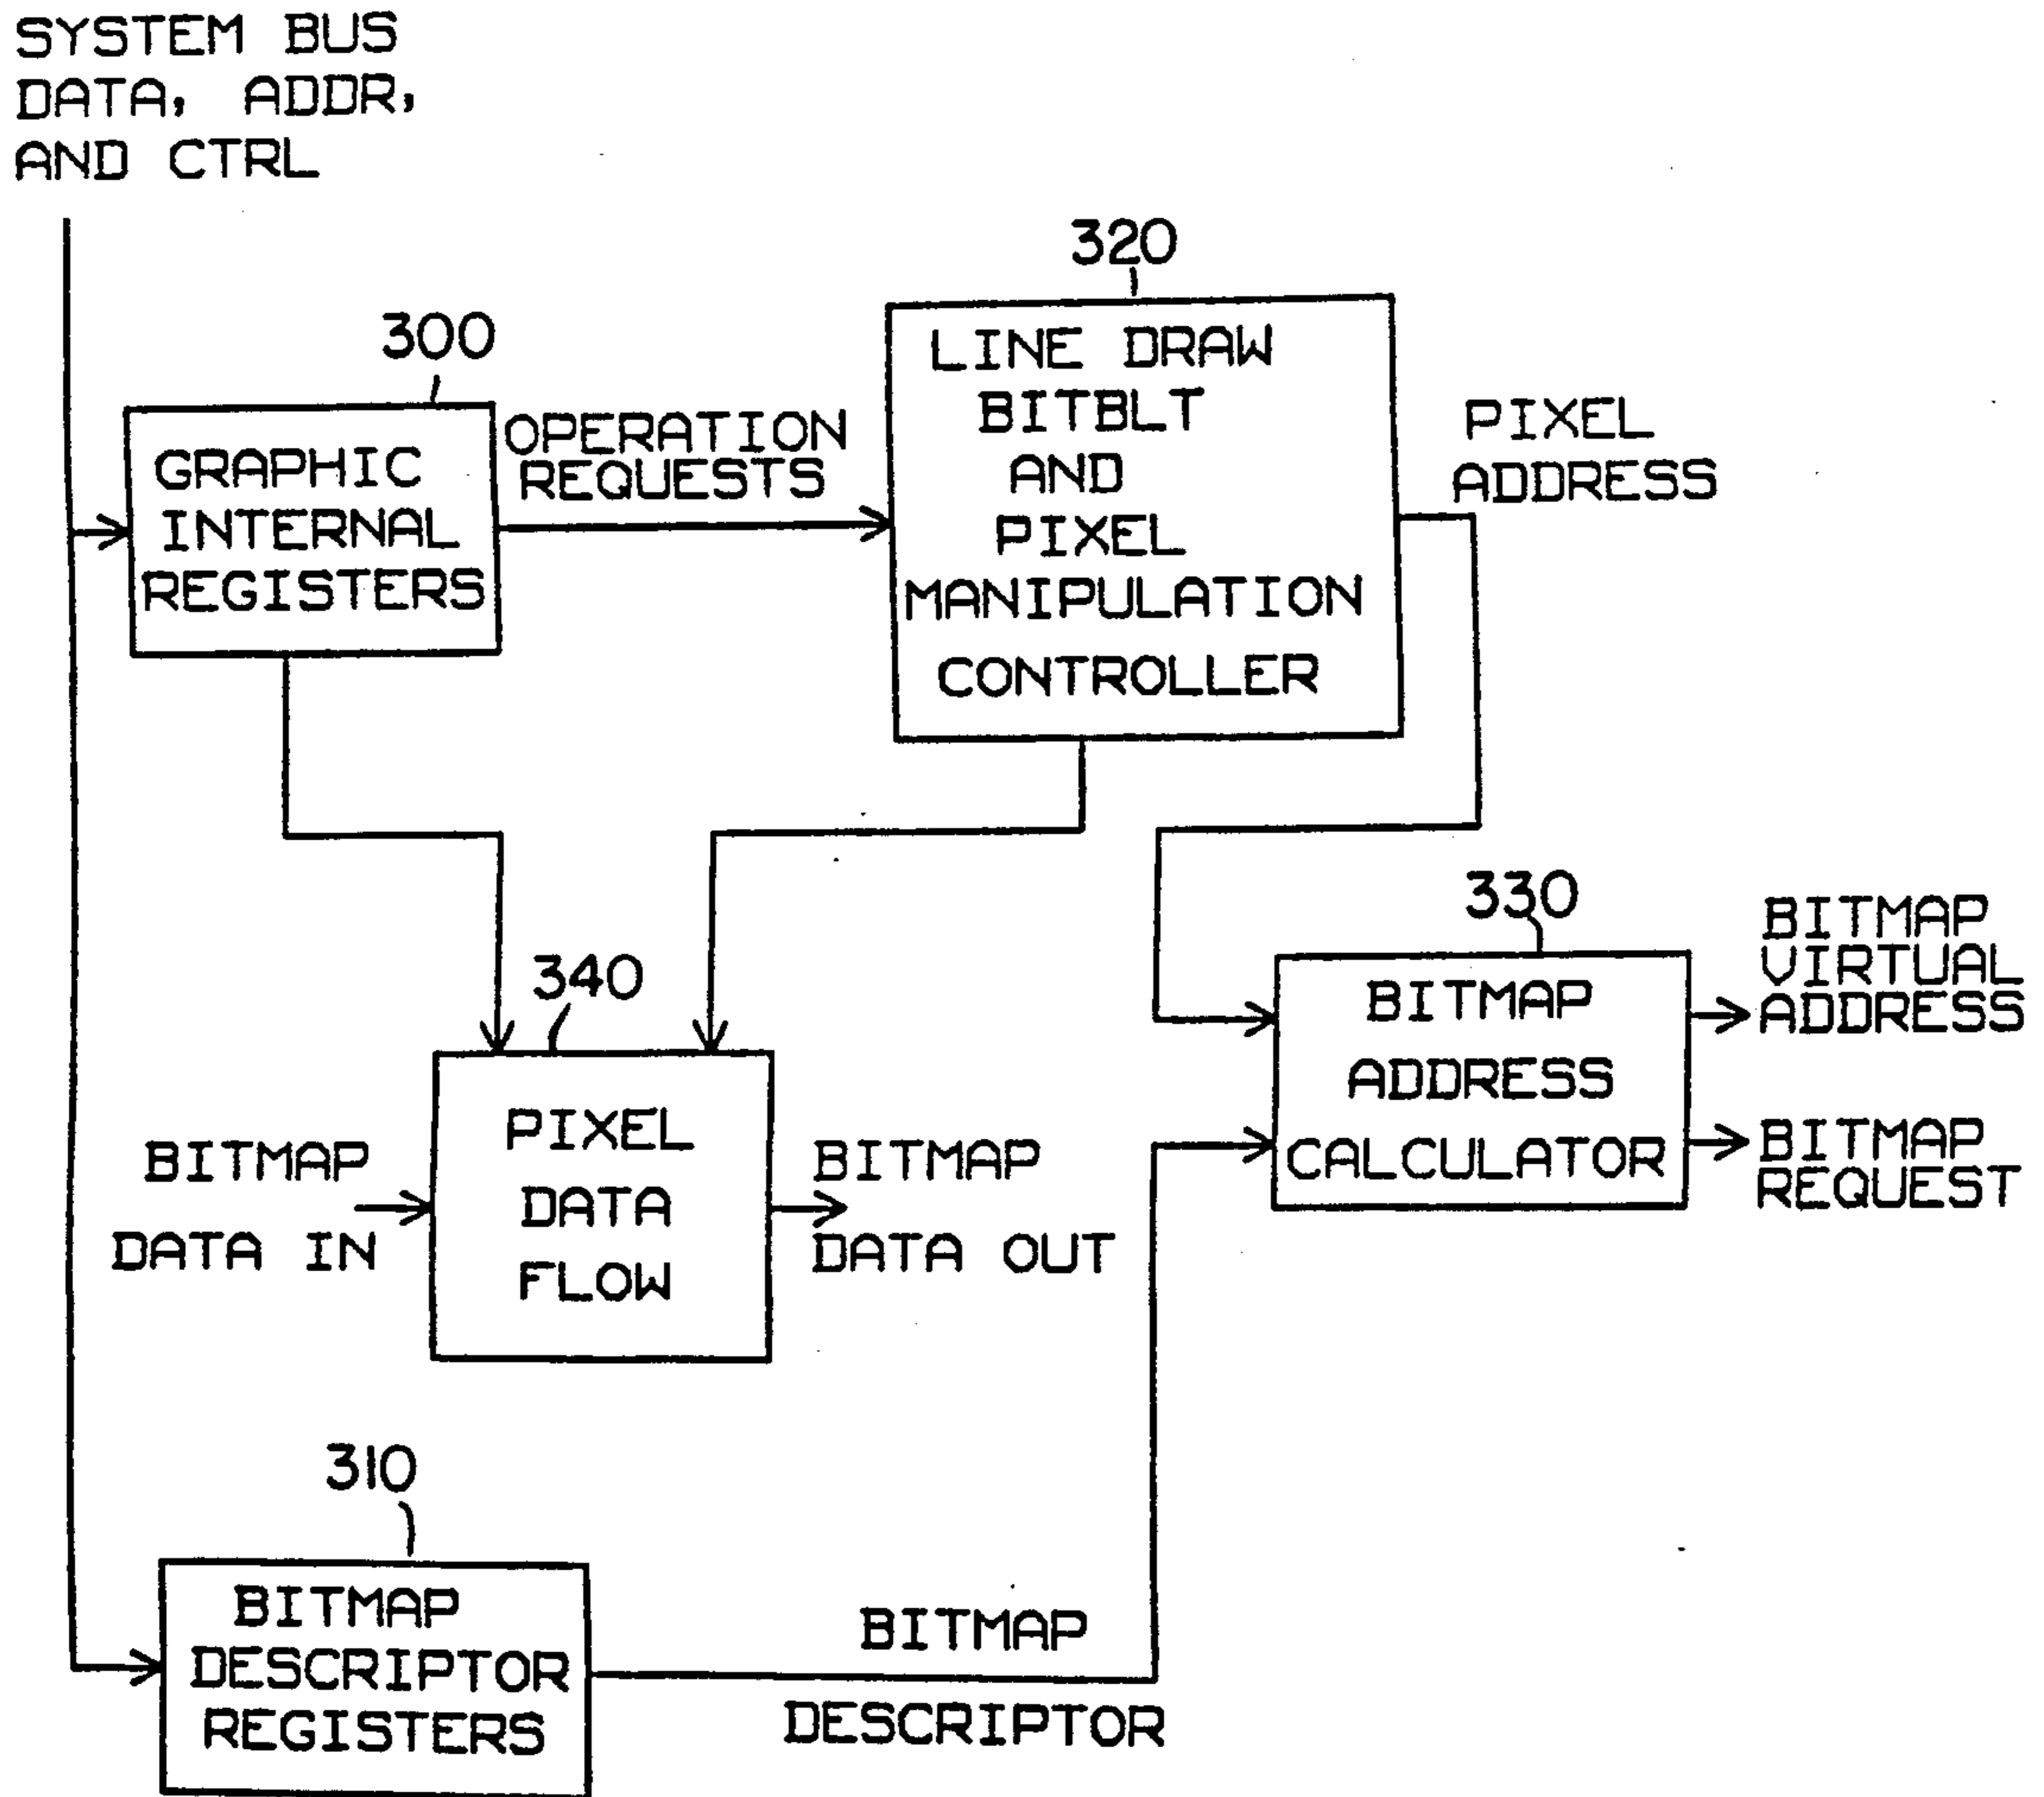 SYSTEM BUS
DATA, ADDR,
AND CTRL
320
300
LINE DRAW
BITBLT
AND
PIXEL
MANIPULATION
CONTROLLER
GRAPHIC
INTERNAL
REGISTERS
OPERATION
REQUESTS
PIXEL
ADDRESS
330
340
BITMAP
ADDRESS
CALCULATOR
BITMAP
VIRTUAL
ADDRESS
BITMAP
REQUEST
BITMAP
DATA IN
PIXEL
DATA
FLOW
BITMAP
DATA OUT
310
BITMAP
DESCRIPTOR
REGISTERS
BITMAP
DESCRIPTOR